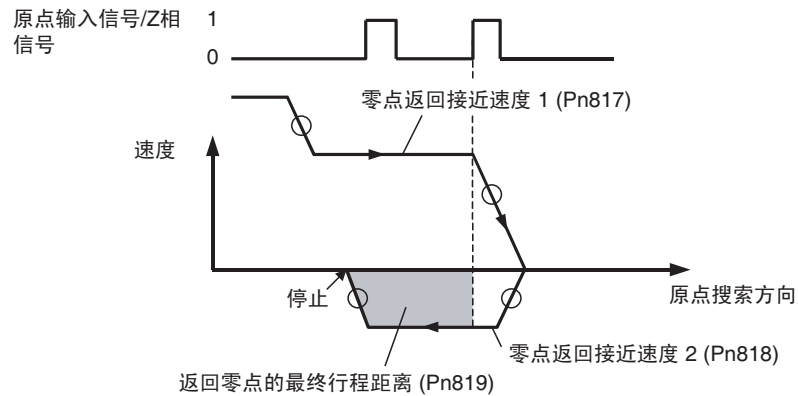 原点输入信号/Z相
信号
1
0
零点返回接近速度 1 (Pn817)
速度
停止
原点搜索方向
零点返回接近速度 2 (Pn818)
返回零点的最终行程距离 (Pn819)